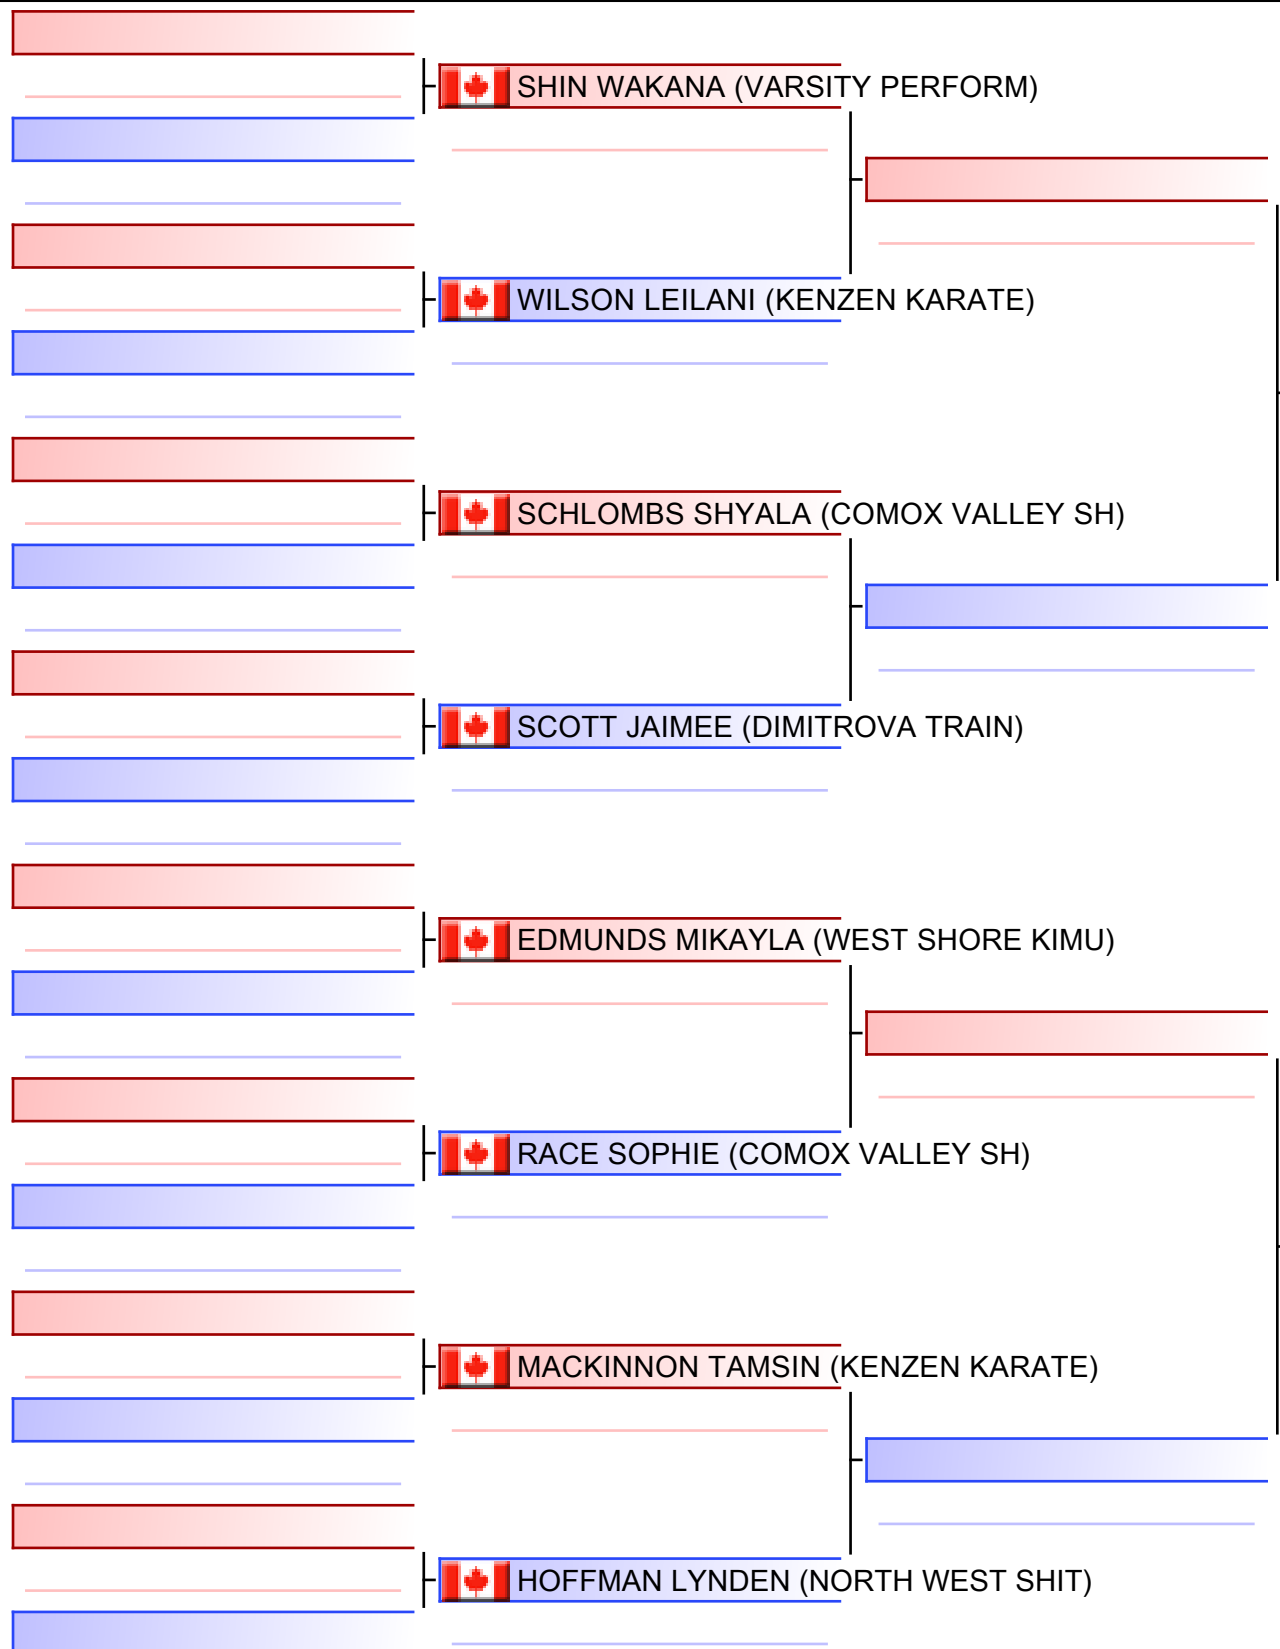 SHIN WAKANA (VARSITY PERFORM)
WILSON LEILANI (KENZEN KARATE)
SCHLOMBS SHYALA (COMOX VALLEY SH)
SCOTT JAIMEE (DIMITROVA TRAIN)
EDMUNDS MIKAYLA (WEST SHORE KIMU)
RACE SOPHIE (COMOX VALLEY SH)
MACKINNON TAMSIN (KENZEN KARATE)
HOFFMAN LYNDEN (NORTH WEST SHIT)